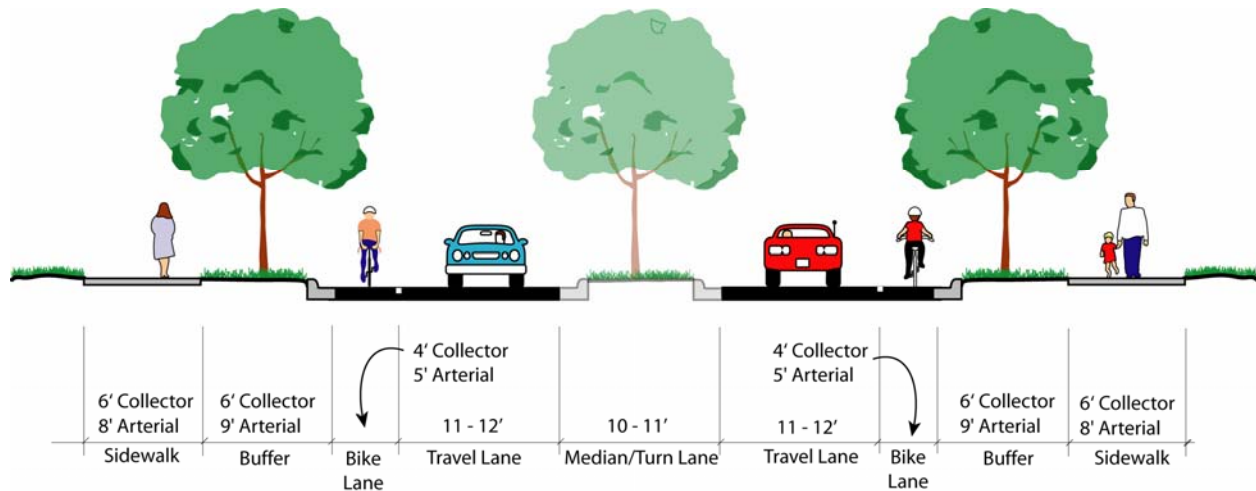 4' Collector
5' Arterial
4' Collector
5' Arterial
6' Collector
8' Arterial
6' Collector
9' Arterial
11 - 12'
10 - 11'
11 - 12'
6' Collector
9' Arterial
6' Collector
8' Arterial
Sidewalk
Buffer
Bike
Lane
Travel Lane
Median/Turn Lane
Travel Lane
Bike
Lane
Buffer
Sidewalk